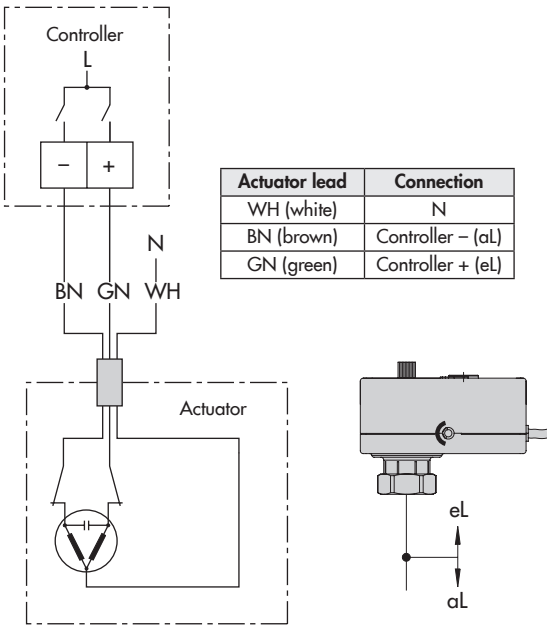 Controller
L
− +
N
BN GN WH
Actuator
Actuator lead Connection
WH (white) N
BN (brown) Controller − (aL)
GN (green) Controller + (eL)
eL
aL